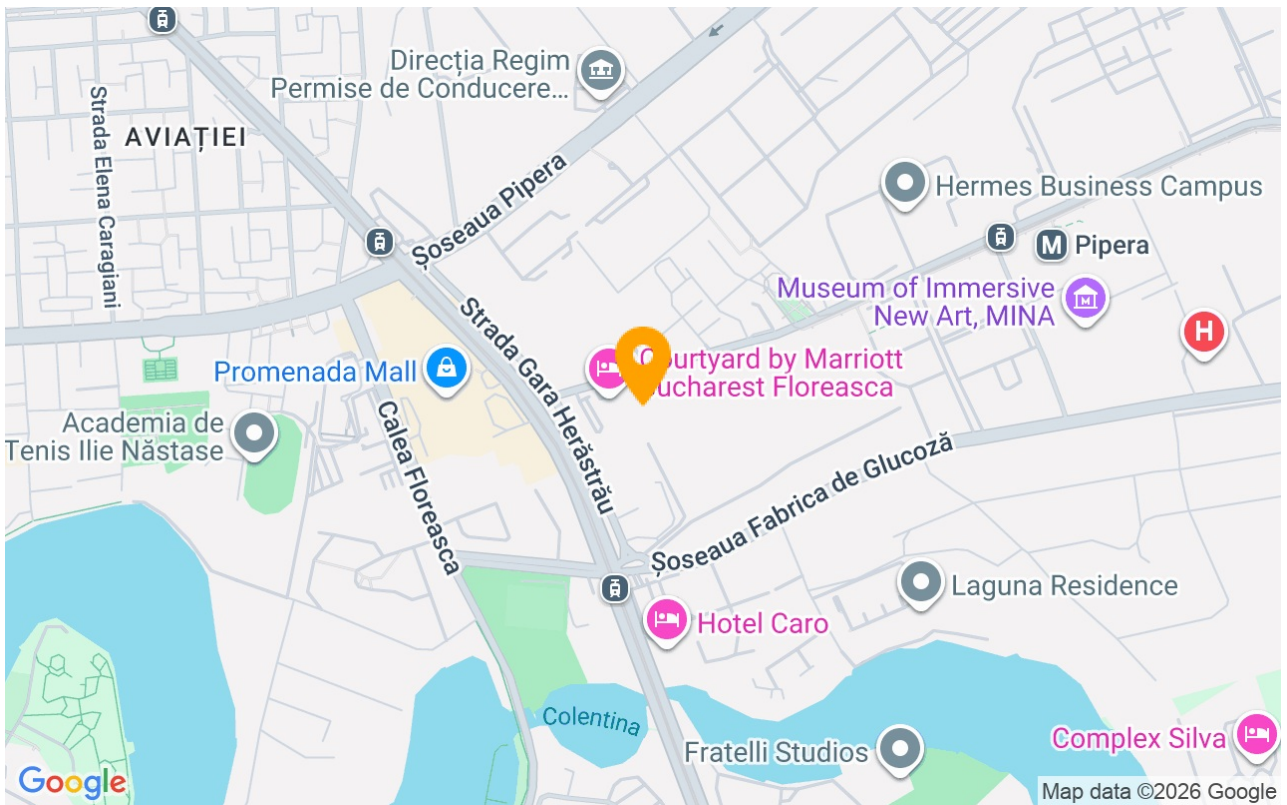 Direcția Regim
Permise de Conducere...
Strada Elena Caragiani
AVIAȚIEI
Șoseaua Pipera
Hermes Business Campus
M Pipera
Museum of Immersive
New Art, MINA
H
Strada Gara Herăstrău
Promenada Mall
Courtyard by Marriott
Bucharest Floreasca
Academia de
Tenis Ilie Năstase
Calea Floreasca
Șoseaua Fabrica de Glucoză
Laguna Residence
Hotel Caro
Colentina
Fratelli Studios
Complex Silva
Google
Map data ©2026 Google